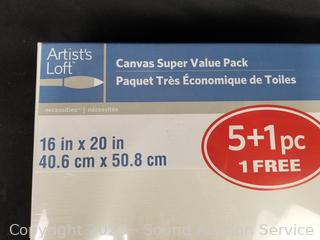 Artist's
Loft
necessities | nécessités
Canvas Super Value Pack
Paquet Très Économique de Toiles
16 in x 20 in
40.6 cm x 50.8 cm
5+1pc
1 FREE